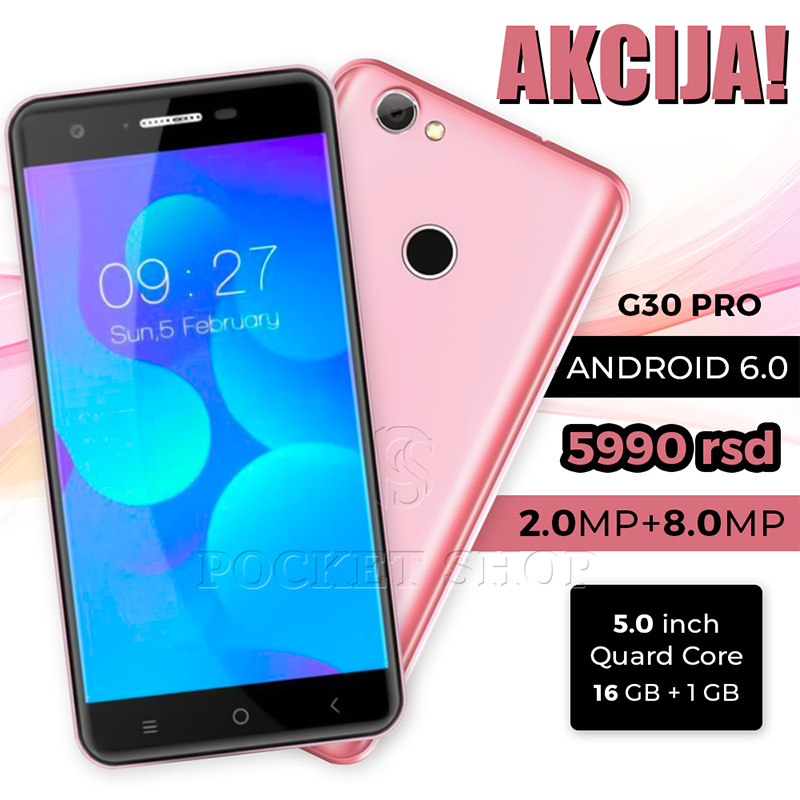 AKCIJA!
09:27
Sun,5 February
G30 PRO
ANDROID 6.0
5990 rsd
2.0MP+8.0MP
S
POCKET SHOP
5.0 inch
Quard Core
16 GB + 1 GB